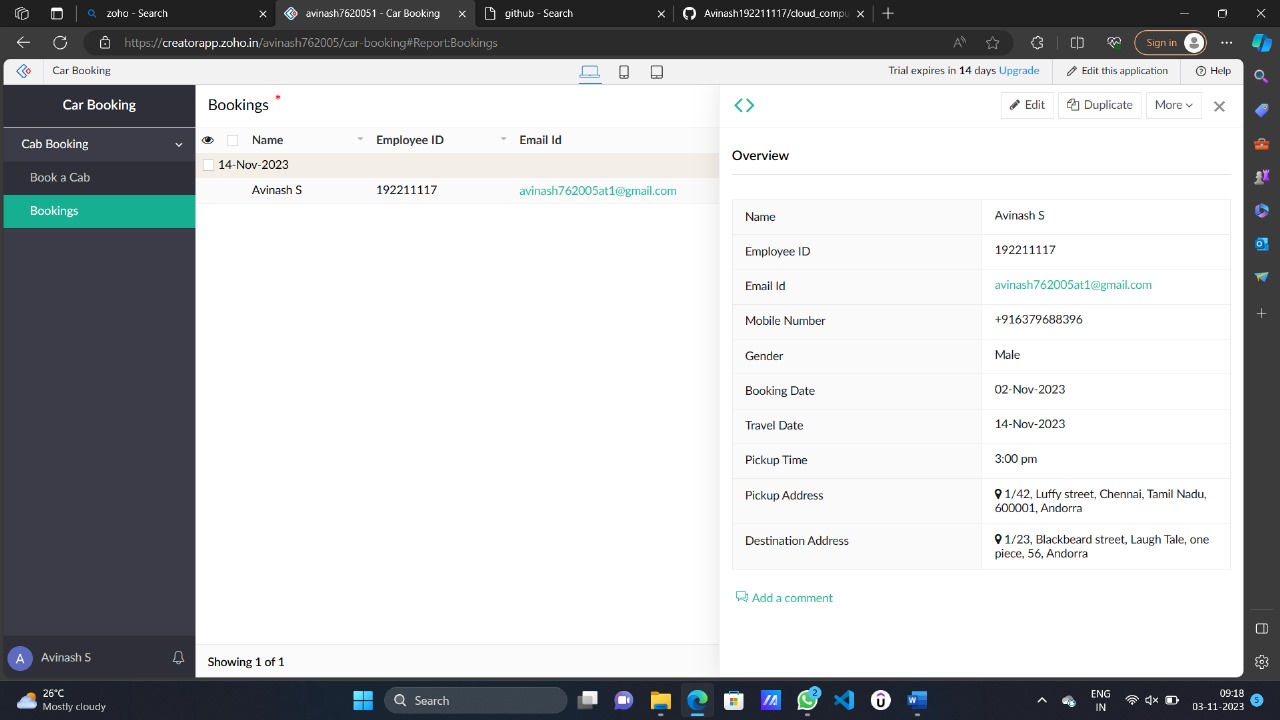 zoho - Search
avinash7620051 - Car Booking
github - Search
Avinash192211117/cloud_compu
https://creatorapp.zoho.in/avinash762005/car-booking#Report:Bookings
Sign in
Car Booking
Trial expires in 14 days Upgrade
Edit this application
Help
Car Booking
Cab Booking
Book a Cab
Bookings
Bookings *
Name Employee ID Email Id
14-Nov-2023
Avinash S 192211117 avinash762005at1@gmail.com
Showing 1 of 1
Edit Duplicate More
Overview
Name Avinash S
Employee ID 192211117
Email Id avinash762005at1@gmail.com
Mobile Number +916379688396
Gender Male
Booking Date 02-Nov-2023
Travel Date 14-Nov-2023
Pickup Time 3:00 pm
Pickup Address 1/42, Luffy street, Chennai, Tamil Nadu,
600001, Andorra
Destination Address 1/23, Blackbeard street, Laugh Tale, one
piece, 56, Andorra
Add a comment
A Avinash S
26°C
Mostly cloudy
Search
2
ENG
IN
09:18
03-11-2023
5